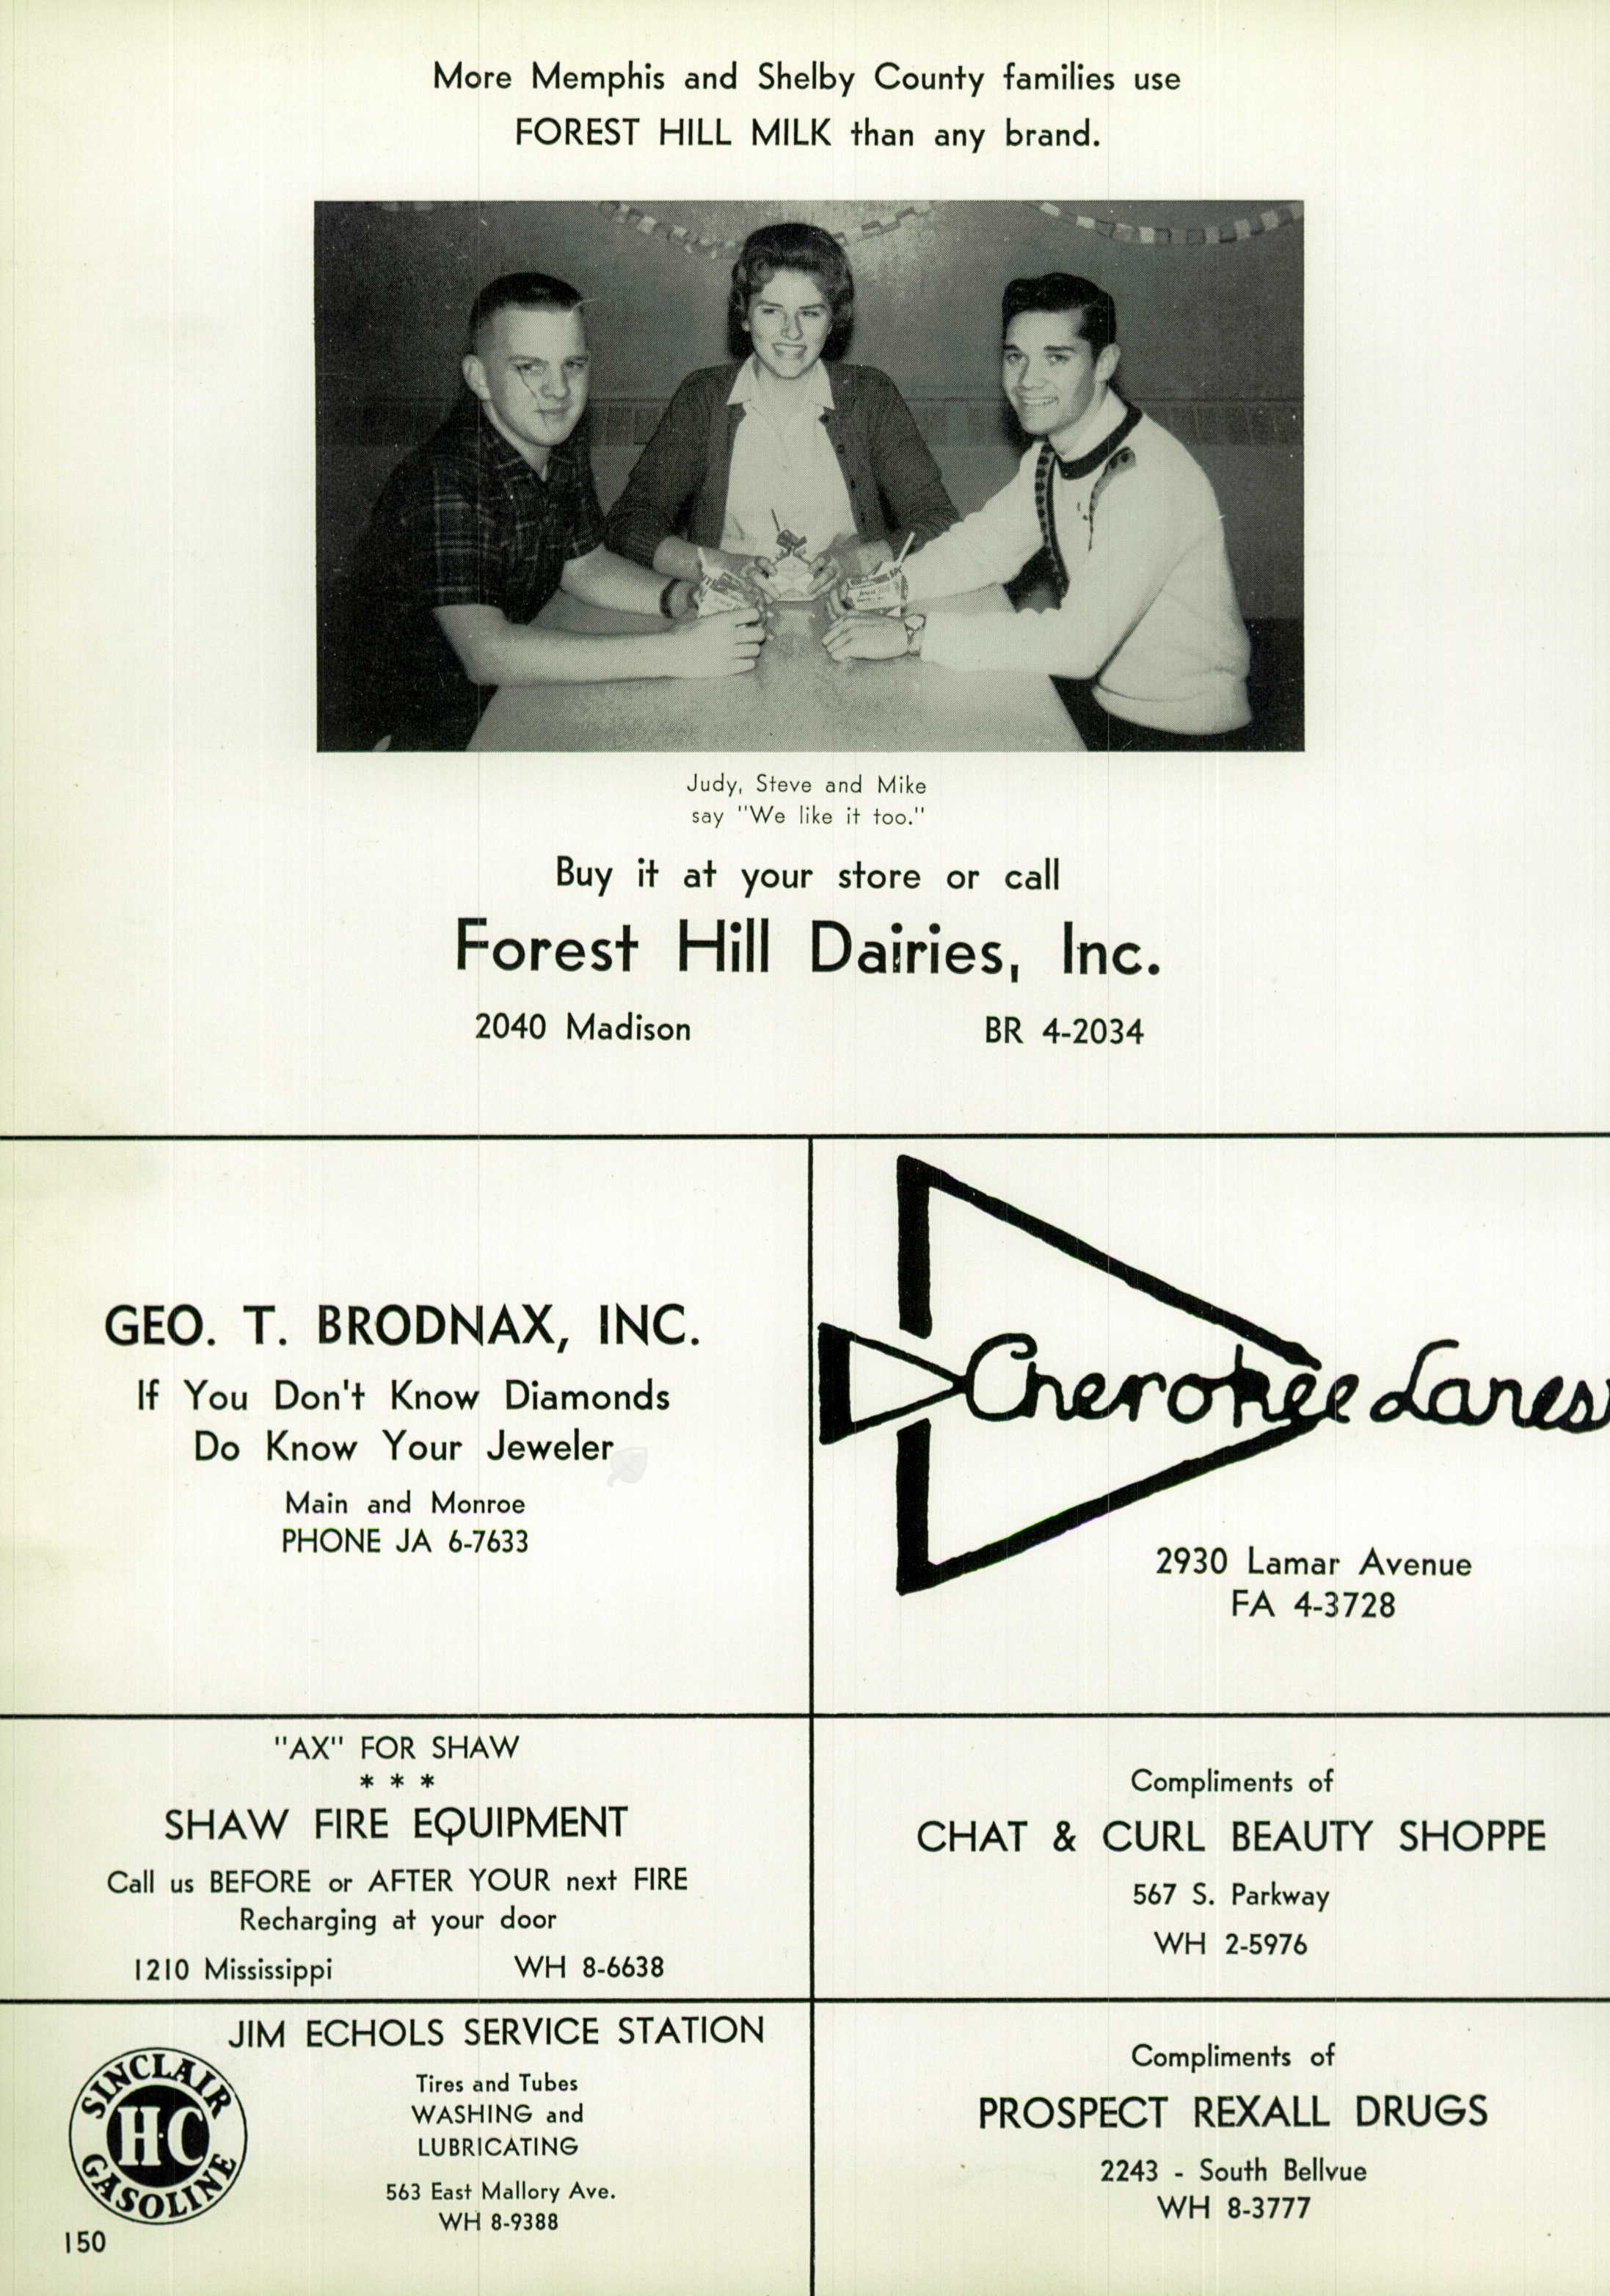 More Memphis and Shelby County families use
FOREST HILL MILK than any brand.
Judy, Steve and Mike
say "We like it too."
Buy it at your store or call
Forest Hill Dairies, Inc.
2040 Madison BR 4-2034
GEO. T. BRODNAX, INC.
If You Don't Know Diamonds
Do Know Your Jeweler
Main and Monroe
PHONE JA 6-7633
Cherokee Lanes
2930 Lamar Avenue
FA 4-3728
"AX" FOR SHAW
* * *
SHAW FIRE EQUIPMENT
Call us BEFORE or AFTER YOUR next FIRE
Recharging at your door
1210 Mississippi WH 8-6638
Compliments of
CHAT & CURL BEAUTY SHOPPE
567 S. Parkway
WH 2-5976
JIM ECHOLS SERVICE STATION
SINCLAIR
H-C
GASOLINE
Tires and Tubes
WASHING and
LUBRICATING
563 East Mallory Ave.
WH 8-9388
Compliments of
PROSPECT REXALL DRUGS
2243 - South Bellvue
WH 8-3777
150